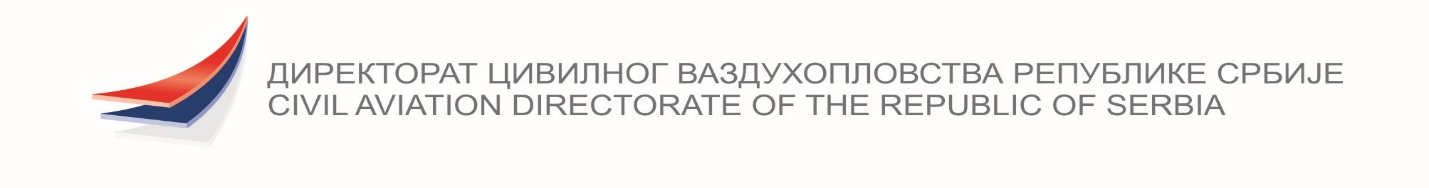 ДИРЕКТОРАТ ЦИВИЛНОГ ВАЗДУХОПЛОВСТВА РЕПУБЛИКЕ СРБИЈЕ
CIVIL AVIATION DIRECTORATE OF THE REPUBLIC OF SERBIA